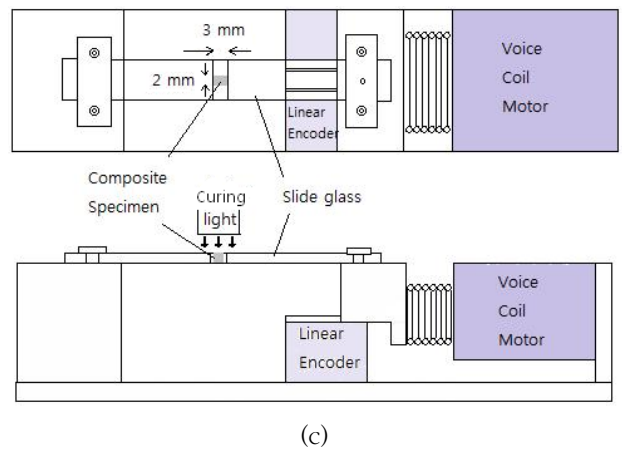 3 mm
2 mm
Linear
Encoder
Voice
Coil
Motor
Composite
Specimen
Curing
light
Slide glass
Linear
Encoder
Voice
Coil
Motor
(c)